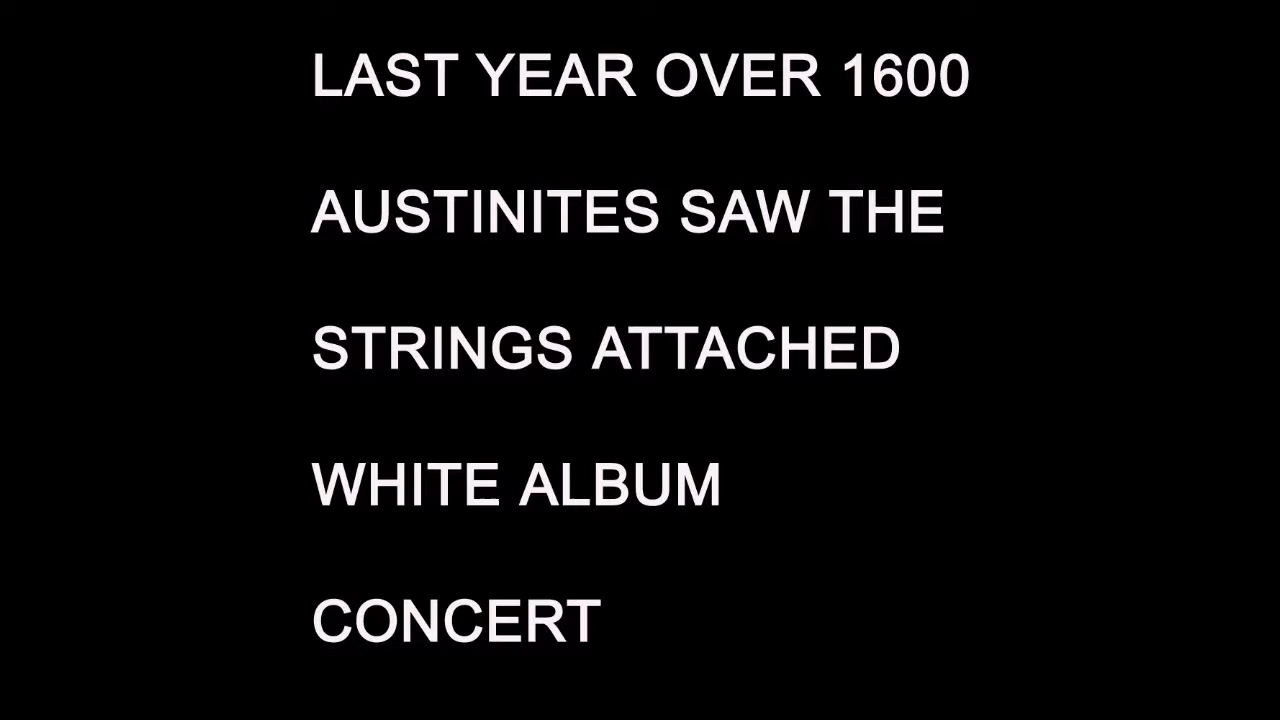 LAST YEAR OVER 1600
AUSTINITES SAW THE
STRINGS ATTACHED
WHITE ALBUM
CONCERT